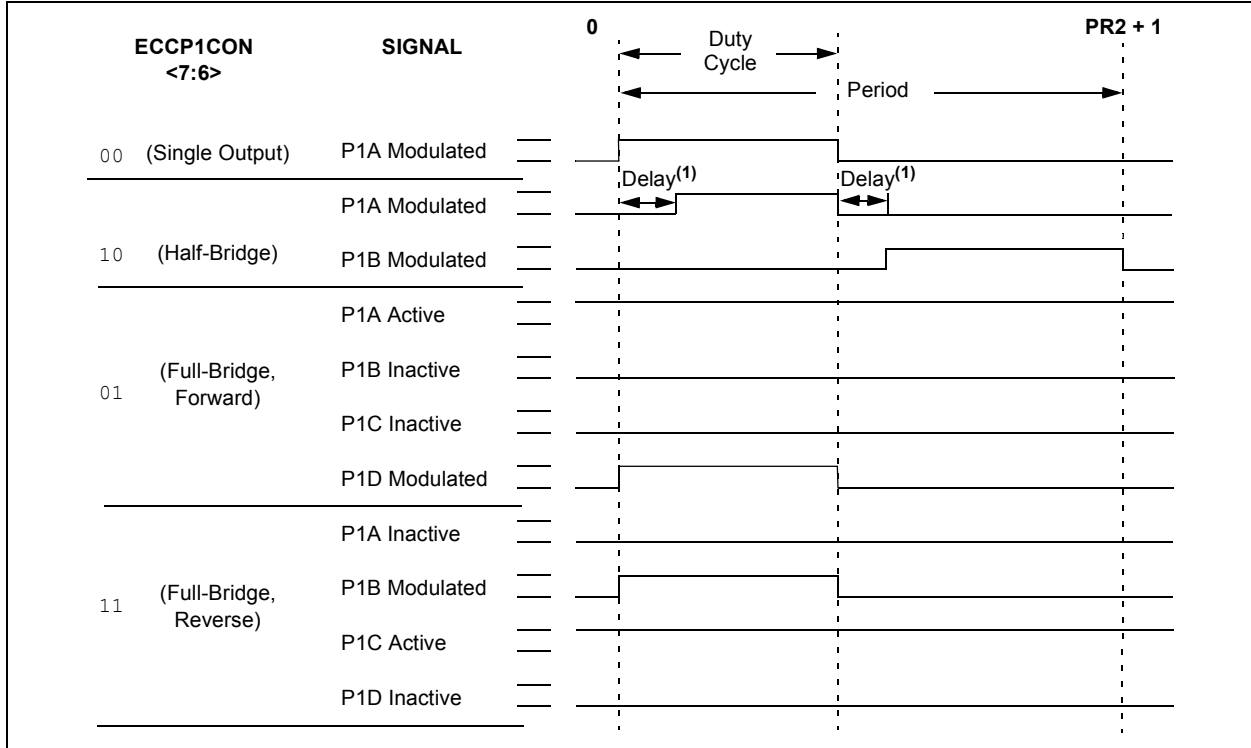 ECCP1CON
<7:6>
SIGNAL
0
PR2 + 1
Duty
Cycle
Period
00
(Single Output)
P1A Modulated
Delay(1)
Delay(1)
P1A Modulated
10
(Half-Bridge)
P1B Modulated
P1A Active
(Full-Bridge,
Forward)
01
P1B Inactive
P1C Inactive
P1D Modulated
P1A Inactive
11
(Full-Bridge,
Reverse)
P1B Modulated
P1C Active
P1D Inactive